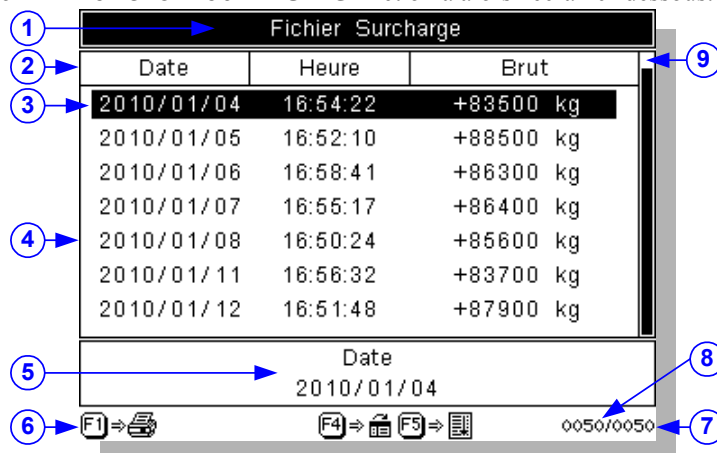 1 Fichier Surcharge
2 Date Heure Brut 9
3 2010/01/04 16:54:22 +83500 kg
2010/01/05 16:52:10 +88500 kg
2010/01/06 16:58:41 +86300 kg
2010/01/07 16:55:17 +86400 kg
4 2010/01/08 16:50:24 +85600 kg
2010/01/11 16:56:32 +83700 kg
2010/01/12 16:51:48 +87900 kg
Date 8
5 2010/01/04
6 F1 ⇒ F4 ⇒ F5 ⇒ 0050/0050 7